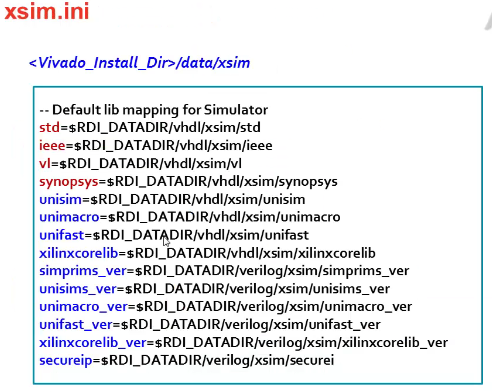 xsim.ini
<Vivado_Install_Dir>/data/xsim
-- Default lib mapping for Simulator
std=$RDI_DATADIR/vhdl/xsim/std
ieee=$RDI_DATADIR/vhdl/xsim/ieee
vl=$RDI_DATADIR/vhdl/xsim/vl
synopsys=$RDI_DATADIR/vhdl/xsim/synopsys
unisim=$RDI_DATADIR/vhdl/xsim/unisim
unimacro=$RDI_DATADIR/vhdl/xsim/unimacro
unifast=$RDI_DATADIR/vhdl/xsim/unifast
xilinxcorelib=$RDI_DATADIR/vhdl/xsim/xilinxcorelib
simprims_ver=$RDI_DATADIR/verilog/xsim/simprims_ver
unisims_ver=$RDI_DATADIR/verilog/xsim/unisims_ver
unimacro_ver=$RDI_DATADIR/verilog/xsim/unimacro_ver
unifast_ver=$RDI_DATADIR/verilog/xsim/unifast_ver
xilinxcorelib_ver=$RDI_DATADIR/verilog/xsim/xilinxcorelib_ver
secureip=$RDI_DATADIR/verilog/xsim/securei